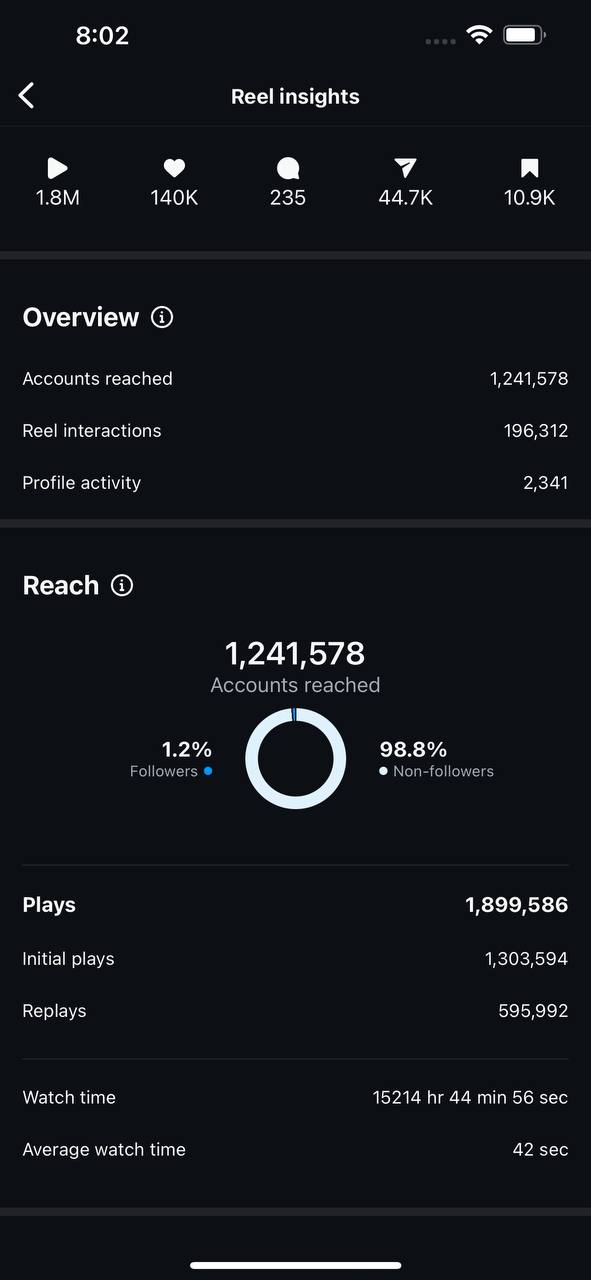 8:02
Reel insights
1.8M 140K 235 44.7K 10.9K
Overview
Accounts reached 1,241,578
Reel interactions 196,312
Profile activity 2,341
Reach
1,241,578
Accounts reached
1.2% 98.8%
Followers Non-followers
Plays 1,899,586
Initial plays 1,303,594
Replays 595,992
Watch time 15214 hr 44 min 56 sec
Average watch time 42 sec